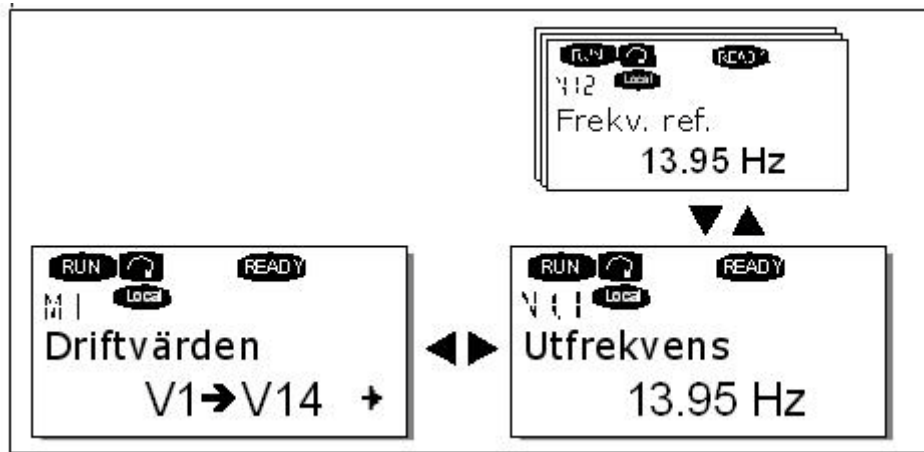 RUN READY
V1.2 Local
Frekv. ref.
13.95 Hz
RUN READY
M1 Local
Driftvärden
V1➔V14
RUN READY
V1.1 Local
Utfrekvens
13.95 Hz